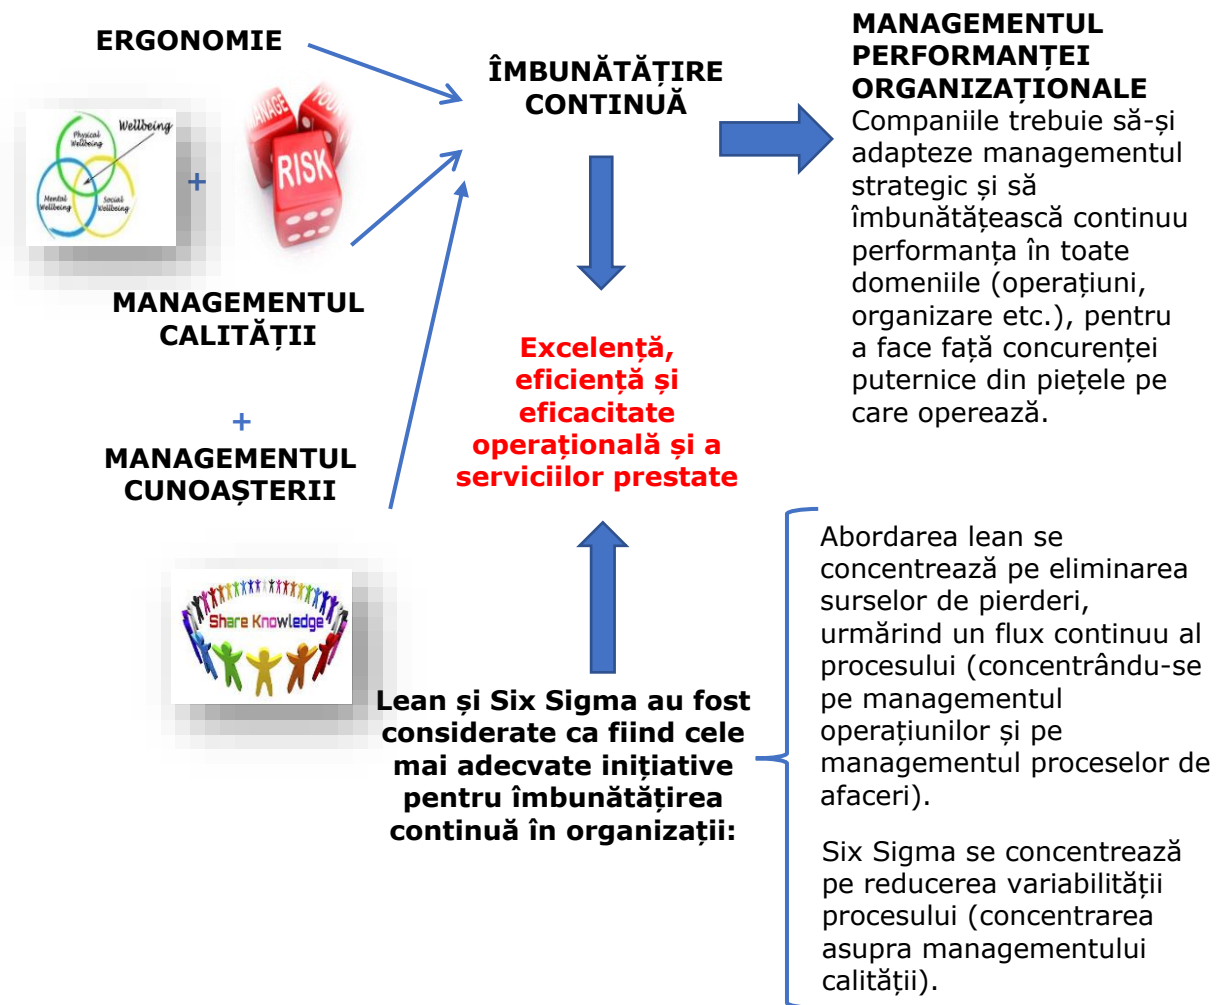 ERGONOMIE
Wellbeing
Physical
Wellbeing
Mental
Wellbeing
Social
Wellbeing
+
MANAGE
YOUR
RISK
MANAGEMENTUL
CALITĂȚII
+
MANAGEMENTUL
CUNOAȘTERII
Share Knowledge
ÎMBUNĂTĂȚIRE
CONTINUĂ
Excelență,
eficiență și
eficacitate
operațională și a
serviciilor prestate
Lean și Six Sigma au fost
considerate ca fiind cele
mai adecvate inițiative
pentru îmbunătățirea
continuă în organizații:
MANAGEMENTUL
PERFORMANȚEI
ORGANIZAȚIONALE
Companiile trebuie să-și
adapteze managementul
strategic și să
îmbunătățească continuu
performanța în toate
domeniile (operațiuni,
organizare etc.), pentru
a face față concurenței
puternice din piețele pe
care operează.
Abordarea lean se
concentrează pe eliminarea
surselor de pierderi,
urmărind un flux continuu al
procesului (concentrându-se
pe managementul
operațiunilor și pe
managementul proceselor de
afaceri).
Six Sigma se concentrează
pe reducerea variabilității
procesului (concentrarea
asupra managementului
calității).